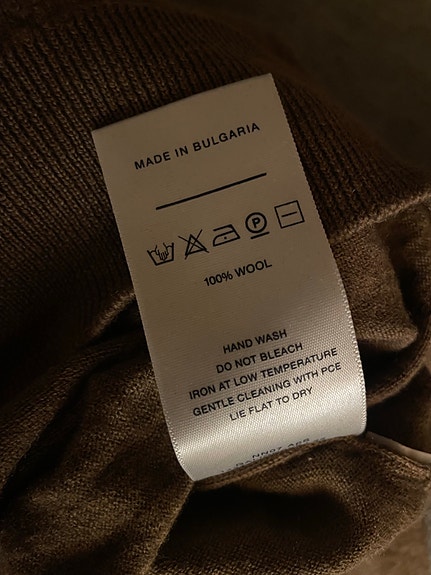 MADE IN BULGARIA
P
100% WOOL
HAND WASH
DO NOT BLEACH
IRON AT LOW TEMPERATURE
GENTLE CLEANING WITH PCE
LIE FLAT TO DRY